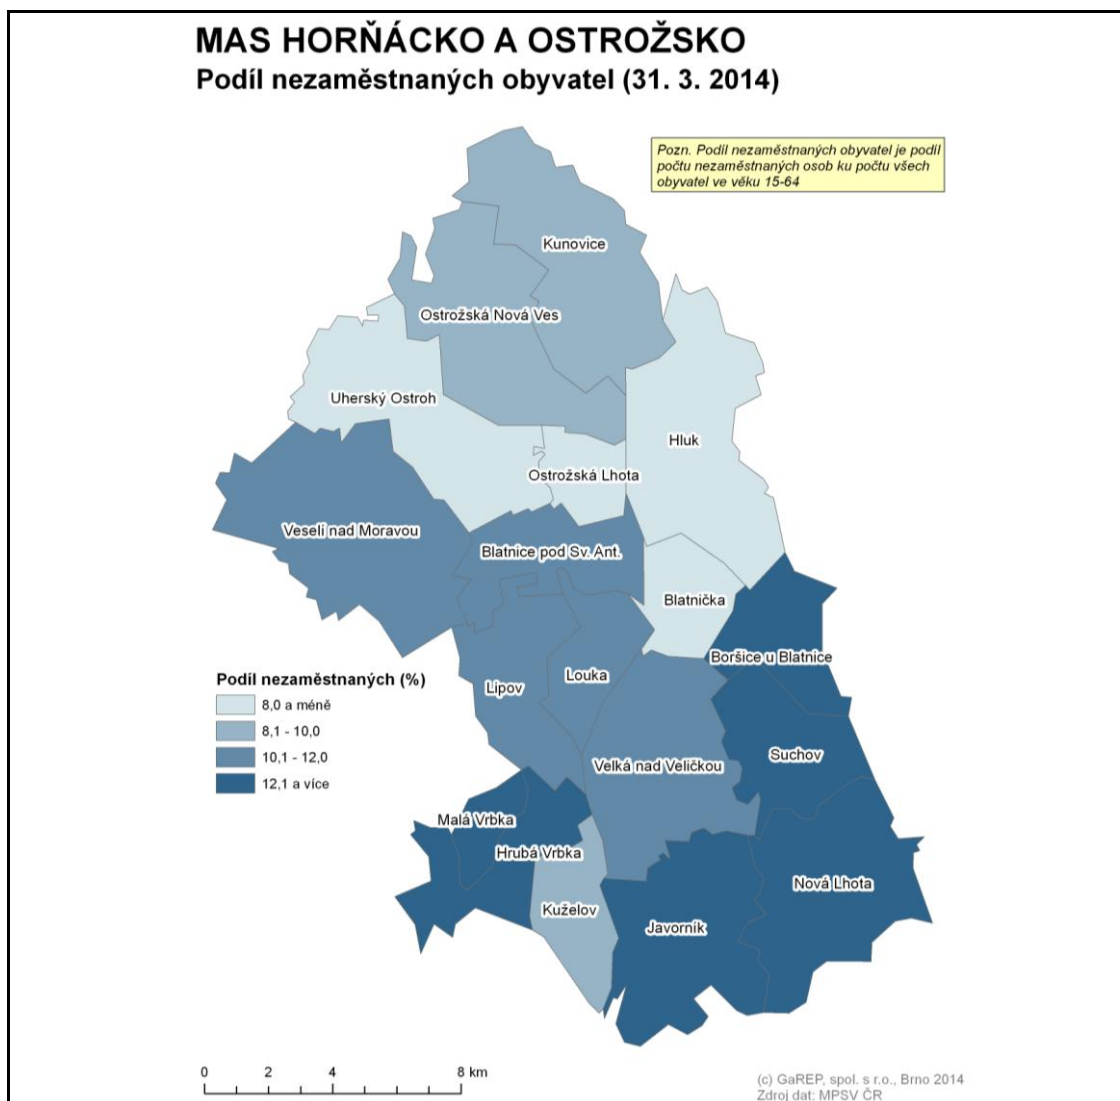 MAS HORŇÁCKO A OSTROŽSKO
Podíl nezaměstnaných obyvatel (31. 3. 2014)
Pozn. Podíl nezaměstnaných obyvatel je podíl
počtu nezaměstnaných osob ku počtu všech
obyvatel ve věku 15-64
Kunovice
Ostrožská Nová Ves
Uherský Ostroh
Hluk
Ostrožská Lhota
Veselí nad Moravou
Blatnice pod Sv. Ant.
Blatnička
Boršice u Blatnice
Louka
Lipov
Suchov
Velká nad Veličkou
Malá Vrbka
Hrubá Vrbka
Nová Lhota
Kuželov
Javorník
Podíl nezaměstnaných (%)
8,0 a méně
8,1 - 10,0
10,1 - 12,0
12,1 a více
0 2 4 8 km
(c) GaREP, spol. s r.o., Brno 2014
Zdroj dat: MPSV ČR